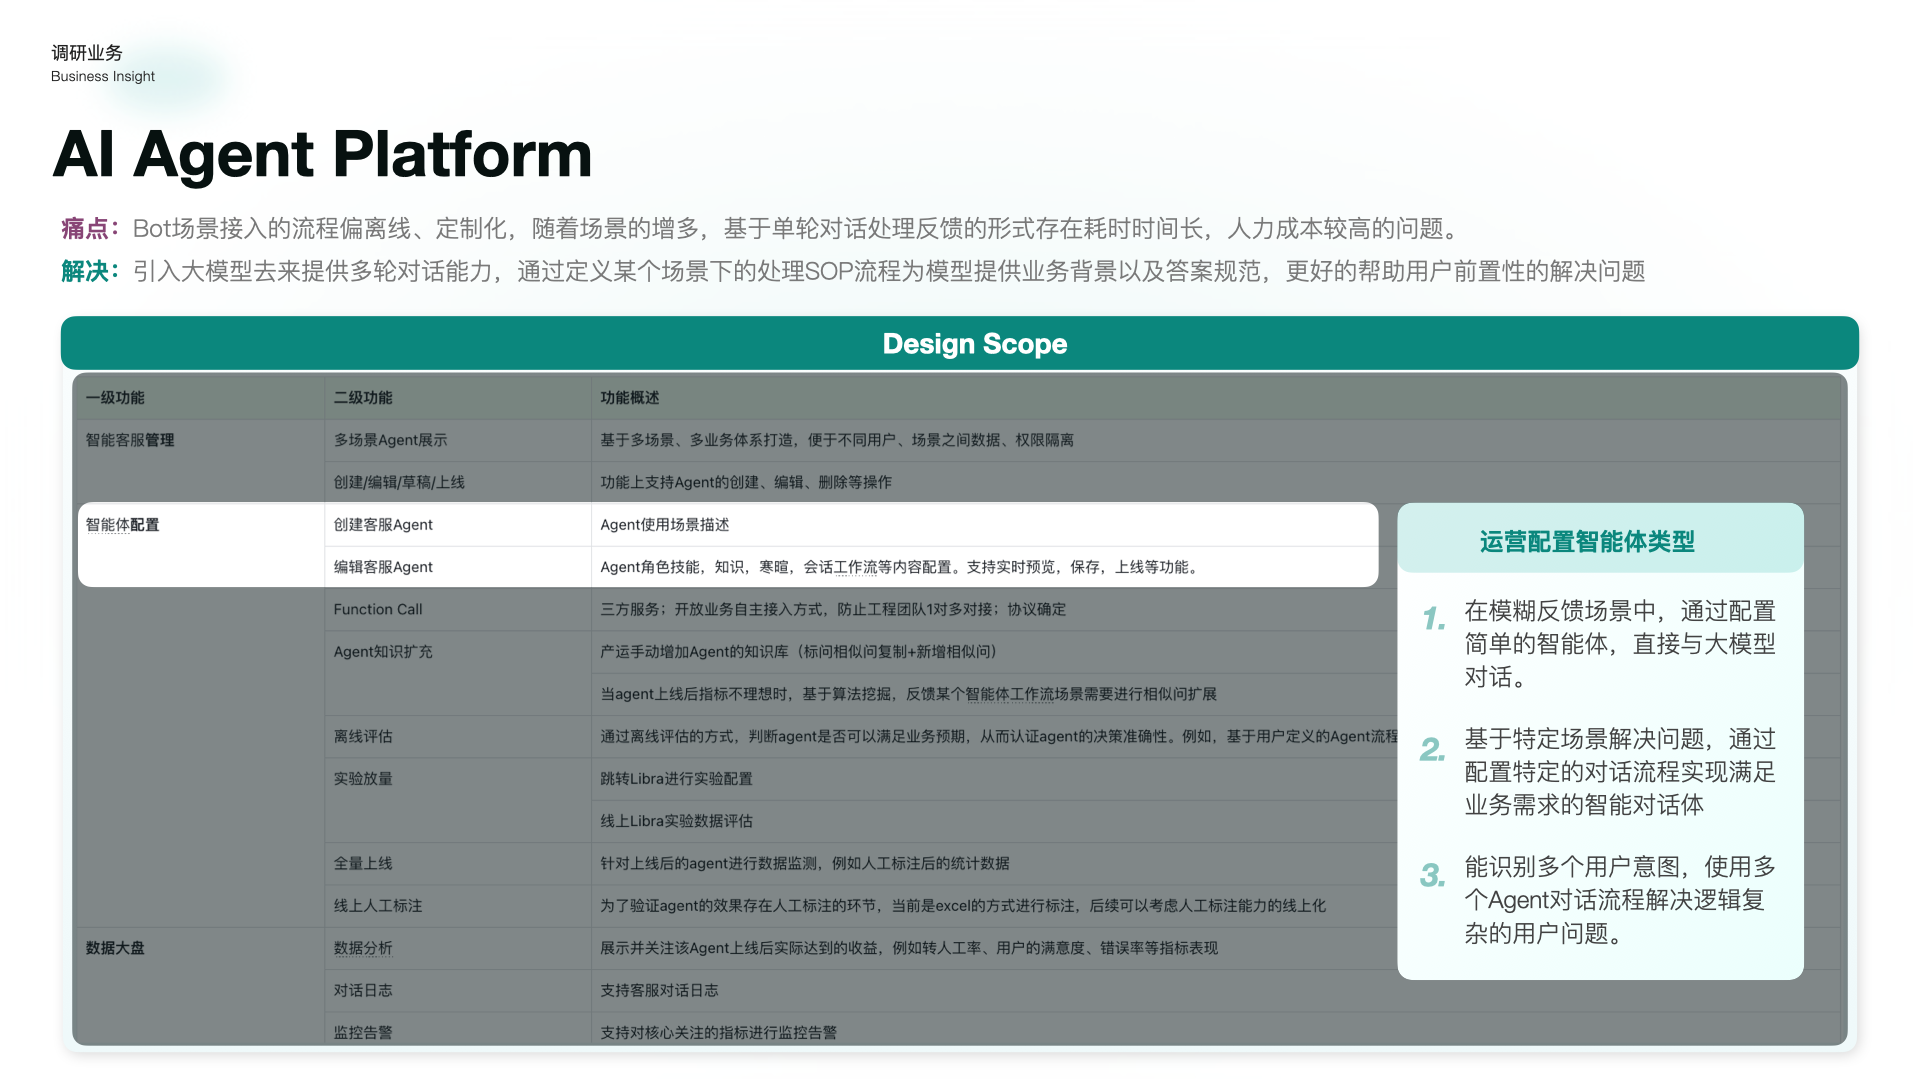 调研业务
Business Insight
AI Agent Platform
痛点：Bot场景接入的流程偏离线、定制化，随着场景的增多，基于单轮对话处理反馈的形式存在耗时时间长，人力成本较高的问题。
解决：引入大模型去来提供多轮对话能力，通过定义某个场景下的处理SOP流程为模型提供业务背景以及答案规范，更好的帮助用户前置性的解决问题
Design Scope
一级功能 二级功能 功能概述
智能客服管理 多场景Agent展示 基于多场景、多业务体系打造，便于不同用户、场景之间数据、权限隔离
创建/编辑/草稿/上线 功能上支持Agent的创建、编辑、删除等操作
智能体配置 创建客服Agent Agent使用场景描述
编辑客服Agent Agent角色技能，知识，寒暄，会话工作流等内容配置。支持实时预览，保存，上线等功能。
Function Call 三方服务；开放业务自主接入方式，防止工程团队1对多对接；协议确定
Agent知识扩充 产运手动增加Agent的知识库（标问相似问复制+新增相似问）
当agent上线后指标不理想时，基于算法挖掘，反馈某个智能体工作流场景需要进行相似问扩展
离线评估 通过离线评估的方式，判断agent是否可以满足业务预期，从而认证agent的决策准确性。例如，基于用户定义的Agent流程
实验放量 跳转Libra进行实验配置
线上Libra实验数据评估
全量上线 针对上线后的agent进行数据监测，例如人工标注后的统计数据
线上人工标注 为了验证agent的效果存在人工标注的环节，当前是excel的方式进行标注，后续可以考虑人工标注能力的线上化
数据大盘 数据分析 展示并关注该Agent上线后实际达到的收益，例如转人工率、用户的满意度、错误率等指标表现
对话日志 支持客服对话日志
监控告警 支持对核心关注的指标进行监控告警
运营配置智能体类型
1. 在模糊反馈场景中，通过配置
简单的智能体，直接与大模型
对话。
2. 基于特定场景解决问题，通过
配置特定的对话流程实现满足
业务需求的智能对话体
3. 能识别多个用户意图，使用多
个Agent对话流程解决逻辑复
杂的用户问题。